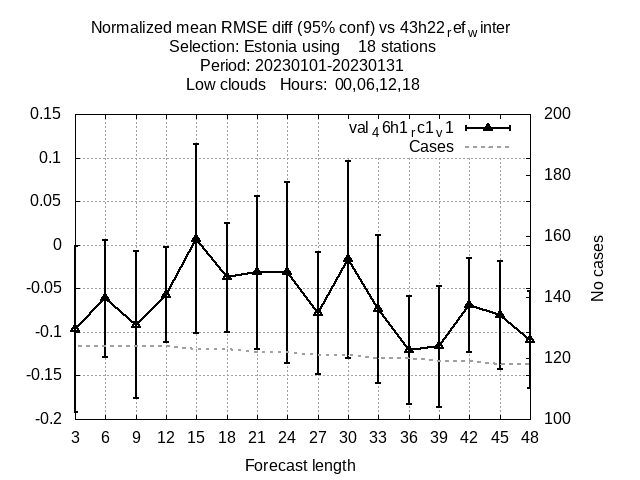 Normalized mean RMSE diff (95% conf) vs 43h22refwinter
Selection: Estonia using 18 stations
Period: 20230101-20230131
Low clouds Hours: 00,06,12,18
val46h1rc1v1
Cases
0.15
0.1
0.05
0
-0.05
-0.1
-0.15
-0.2
200
180
160
140
120
100
No cases
3 6 9 12 15 18 21 24 27 30 33 36 39 42 45 48
Forecast length